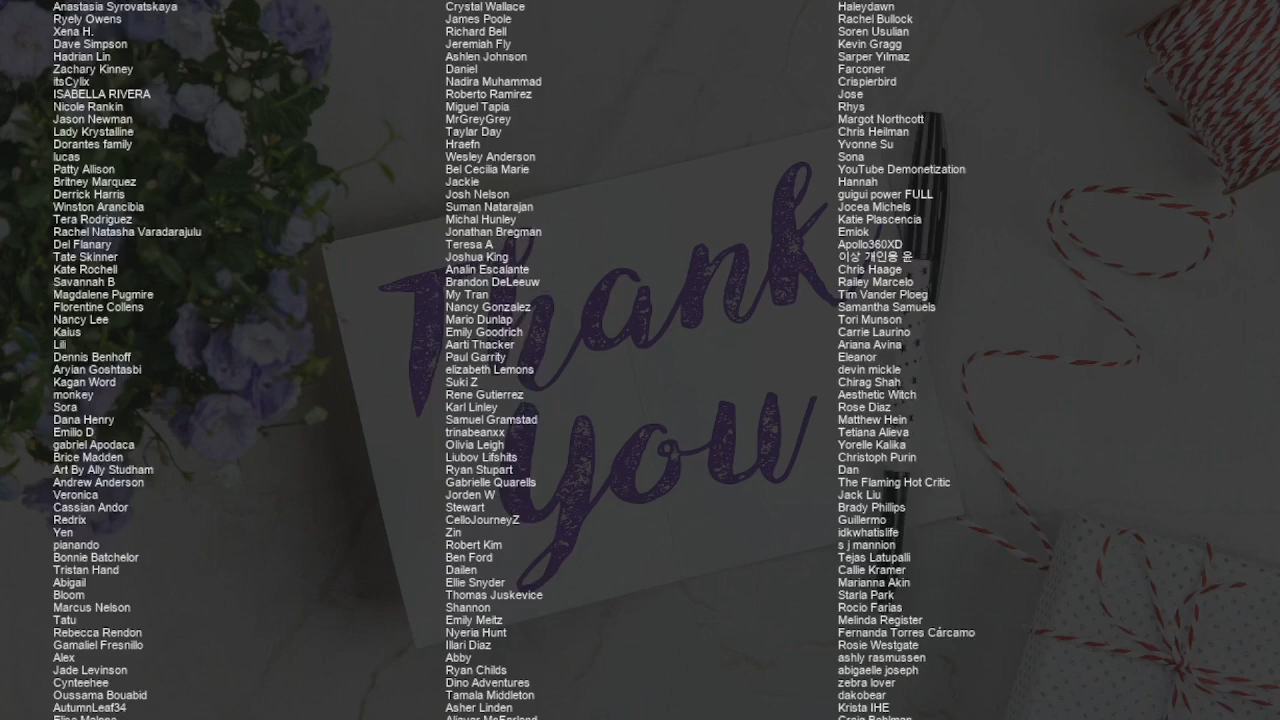 Anastasia Syrovatskaya
Ryely Owens
Xena H.
Dave Simpson
Hadrian Lin
Zachary Kinney
itsCylix
ISABELLA RIVERA
Nicole Rankin
Jason Newman
Lady Krystalline
Dorantes family
lucas
Patty Allison
Britney Marquez
Derrick Harris
Winston Arancibia
Tera Rodriguez
Rachel Natasha Varadarajulu
Del Flanary
Tate Skinner
Kate Rochell
Savannah B
Magdalene Pugmire
Florentine Collens
Nancy Lee
Kaius
Lili
Dennis Benhoff
Aryian Goshtasbi
Kagan Word
monkey
Sora
Dana Henry
Emilio D
gabriel Apodaca
Brice Madden
Art By Ally Studham
Andrew Anderson
Veronica
Cassian Andor
Redrix
Yen
pianando
Bonnie Batchelor
Tristan Hand
Abigail
Bloom
Marcus Nelson
Tatu
Rebecca Rendon
Gamaliel Fresnillo
Alex
Jade Levinson
Cynteehee
Oussama Bouabid
AutumnLeaf34
Crystal Wallace
James Poole
Richard Bell
Jeremiah Fly
Ashlen Johnson
Daniel
Nadira Muhammad
Roberto Ramirez
Miguel Tapia
MrGreyGrey
Taylar Day
Hraefn
Wesley Anderson
Bel Cecilia Marie
Jackie
Josh Nelson
Suman Natarajan
Michal Hunley
Jonathan Bregman
Teresa A
Joshua King
Analin Escalante
Brandon DeLeeuw
My Tran
Nancy Gonzalez
Mario Dunlap
Emily Goodrich
Aarti Thacker
Paul Garrity
elizabeth Lemons
Suki Z
Rene Gutierrez
Karl Linley
Samuel Gramstad
trinabeanxx
Olivia Leigh
Liubov Lifshits
Ryan Stupart
Gabrielle Quarells
Jorden W
Stewart
CelloJourneyZ
Zin
Robert Kim
Ben Ford
Dailen
Ellie Snyder
Thomas Juskevice
Shannon
Emily Meitz
Nyeria Hunt
Illari Diaz
Abby
Ryan Childs
Dino Adventures
Tamala Middleton
Asher Linden
Haleydawn
Rachel Bullock
Soren Usulian
Kevin Gragg
Sarper Yılmaz
Farconer
Crispierbird
Jose
Rhys
Margot Northcott
Chris Heilman
Yvonne Su
Sona
YouTube Demonetization
Hannah
guigui power FULL
Jocea Michels
Katie Plascencia
Emiok
Apollo360XD
이상 개인용 윤
Chris Haage
Railey Marcelo
Tim Vander Ploeg
Samantha Samuels
Tori Munson
Carrie Laurino
Ariana Avina
Eleanor
devin mickle
Chirag Shah
Aesthetic Witch
Rose Diaz
Matthew Hein
Tetiana Alieva
Yorelle Kalika
Christoph Purin
Dan
The Flaming Hot Critic
Jack Liu
Brady Phillips
Guillermo
idkwhatislife
s j mannion
Tejas Latupalli
Callie Kramer
Marianna Akin
Starla Park
Rocio Farias
Melinda Register
Fernanda Torres Cárcamo
Rosie Westgate
ashly rasmussen
abigaelle joseph
zebra lover
dakobear
Krista IHE
Thank
you